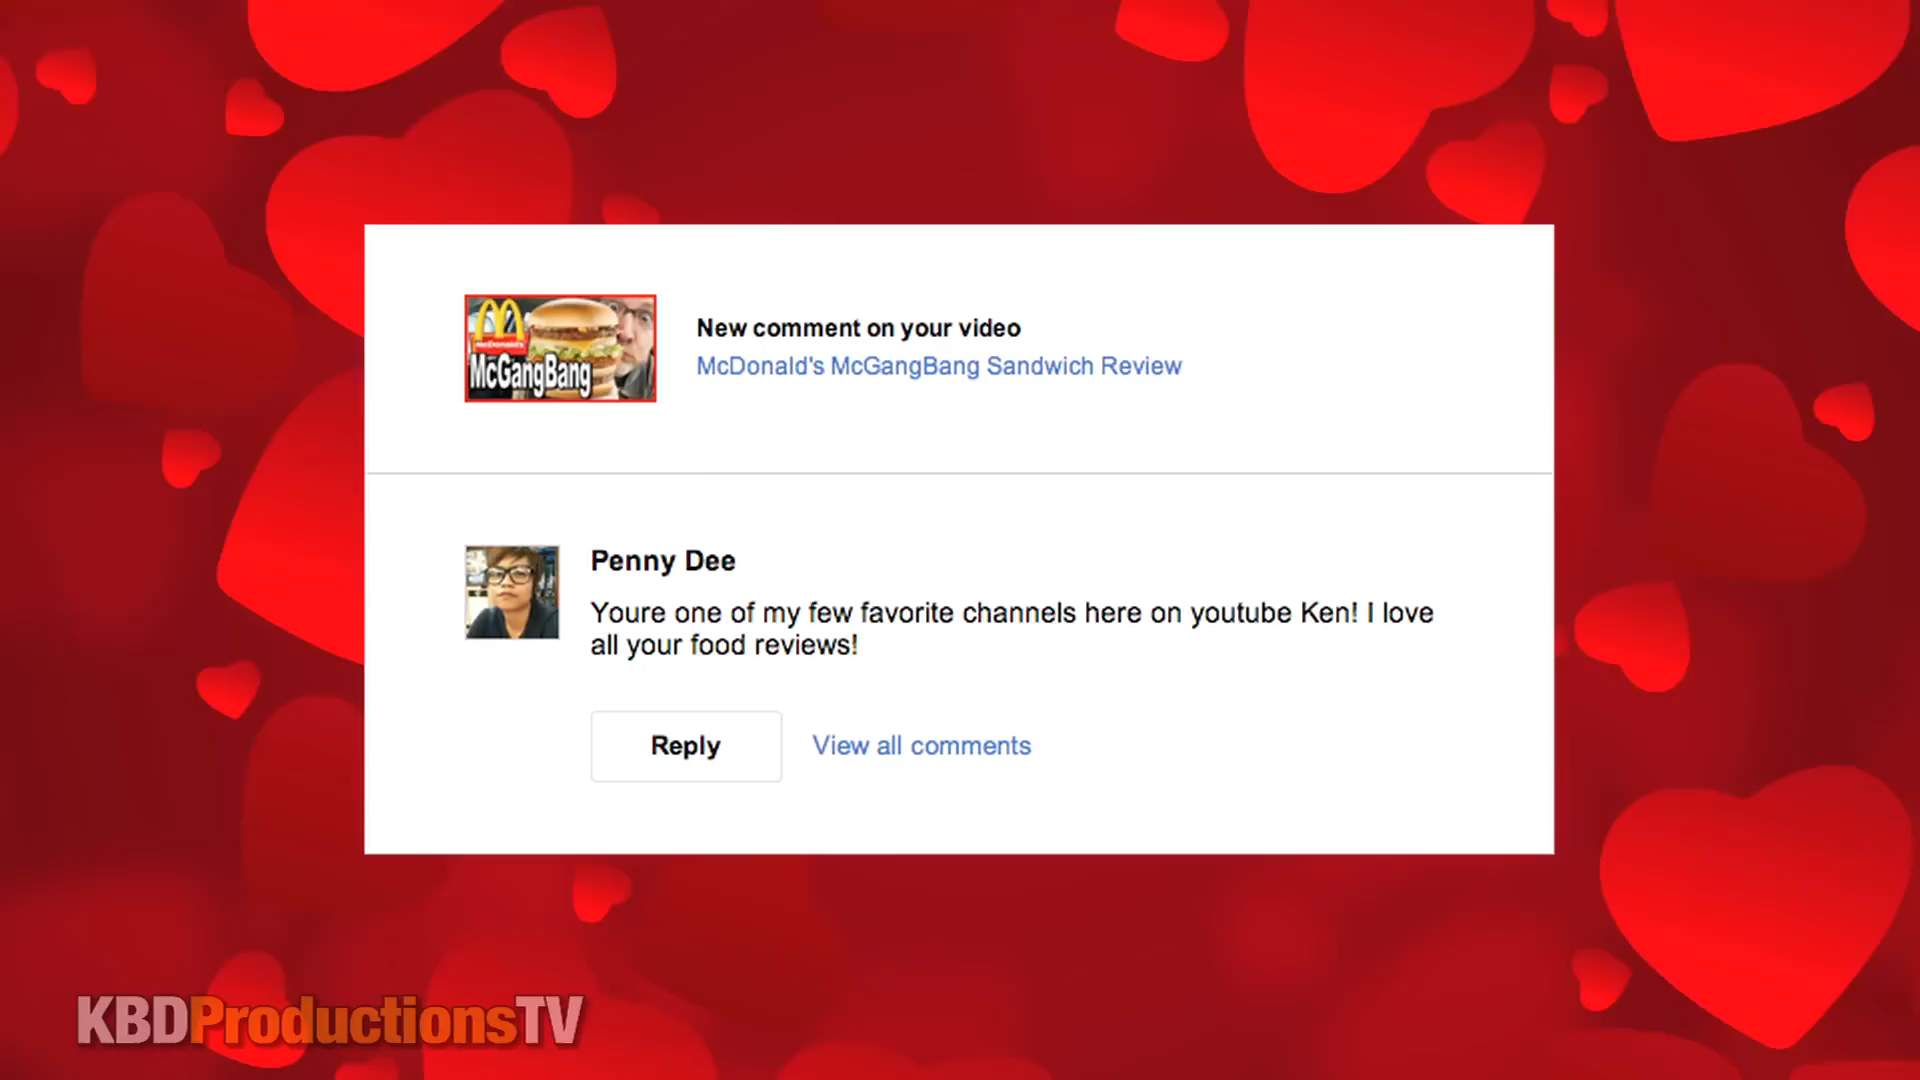 McDonald's
McGangBang
New comment on your video
McDonald's McGangBang Sandwich Review
Penny Dee
Youre one of my few favorite channels here on youtube Ken! I love
all your food reviews!
Reply
View all comments
KBDProductionsTV